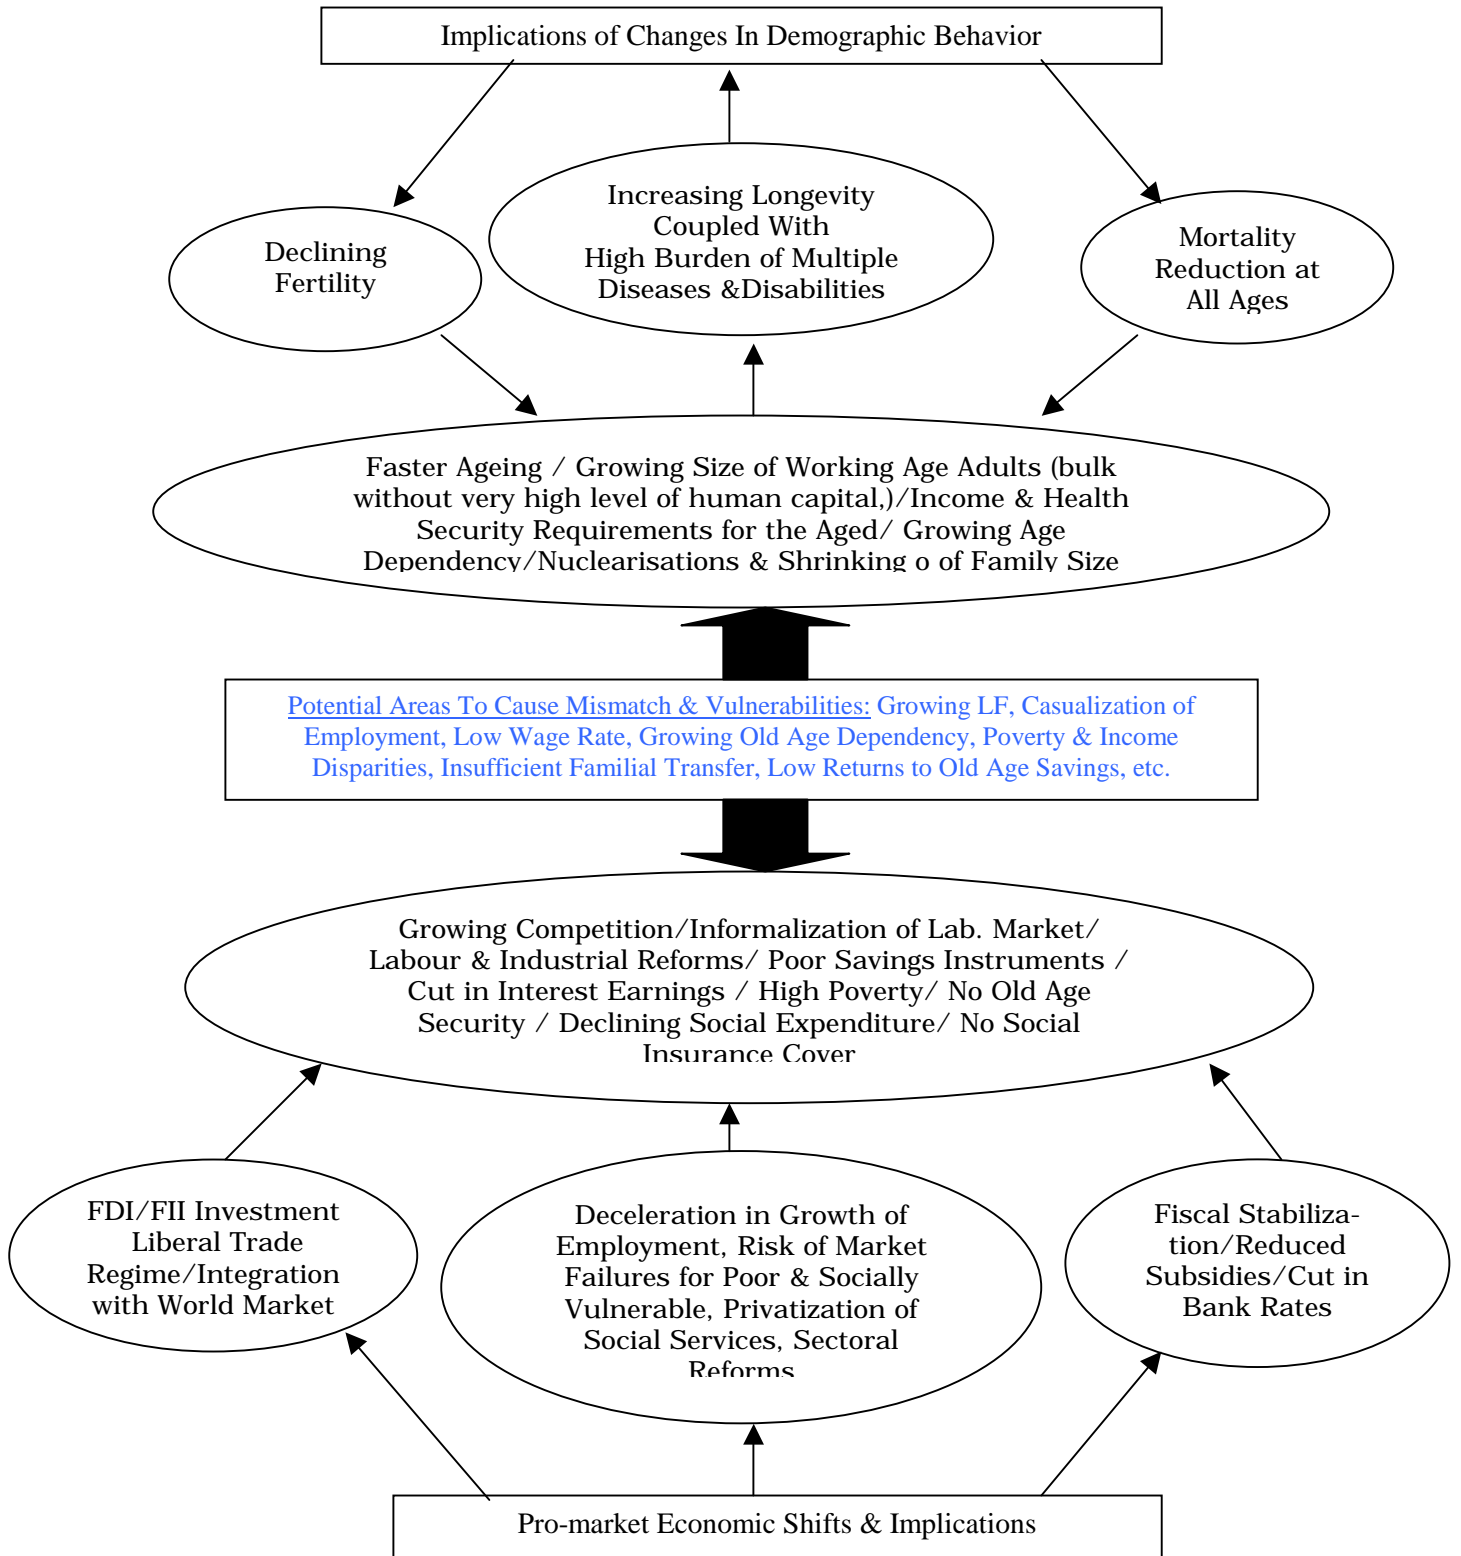 Implications of Changes In Demographic Behavior
Declining
Fertility
Increasing Longevity
Coupled With
High Burden of Multiple
Diseases &Disabilities
Mortality
Reduction at
All Ages
Faster Ageing / Growing Size of Working Age Adults (bulk
without very high level of human capital,)/Income & Health
Security Requirements for the Aged/ Growing Age
Dependency/Nuclearisations & Shrinking o of Family Size
Potential Areas To Cause Mismatch & Vulnerabilities: Growing LF, Casualization of
Employment, Low Wage Rate, Growing Old Age Dependency, Poverty & Income
Disparities, Insufficient Familial Transfer, Low Returns to Old Age Savings, etc.
Growing Competition/Informalization of Lab. Market/
Labour & Industrial Reforms/ Poor Savings Instruments /
Cut in Interest Earnings / High Poverty/ No Old Age
Security / Declining Social Expenditure/ No Social
Insurance Cover
FDI/FII Investment
Liberal Trade
Regime/Integration
with World Market
Deceleration in Growth of
Employment, Risk of Market
Failures for Poor & Socially
Vulnerable, Privatization of
Social Services, Sectoral
Reforms
Fiscal Stabiliza-
tion/Reduced
Subsidies/Cut in
Bank Rates
Pro-market Economic Shifts & Implications